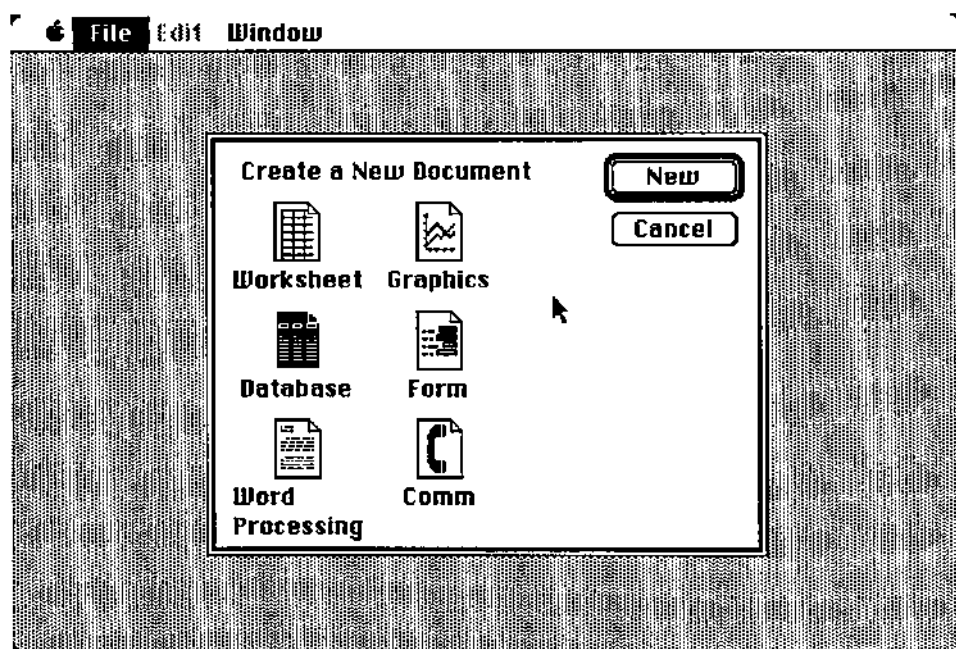 File Edit Window
Create a New Document
New
Cancel
Worksheet Graphics
Database Form
Word Comm
Processing